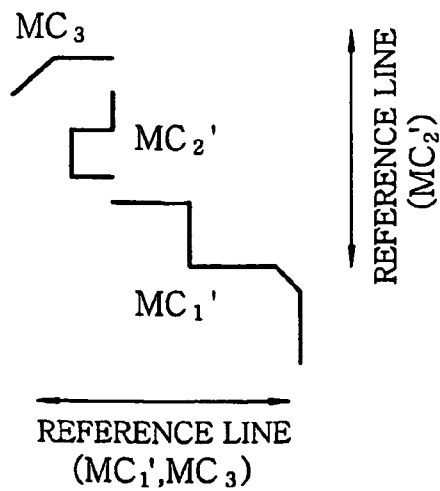 MC₃
MC₂'
MC₁'
REFERENCE LINE
(MC₂')
REFERENCE LINE
(MC₁',MC₃)